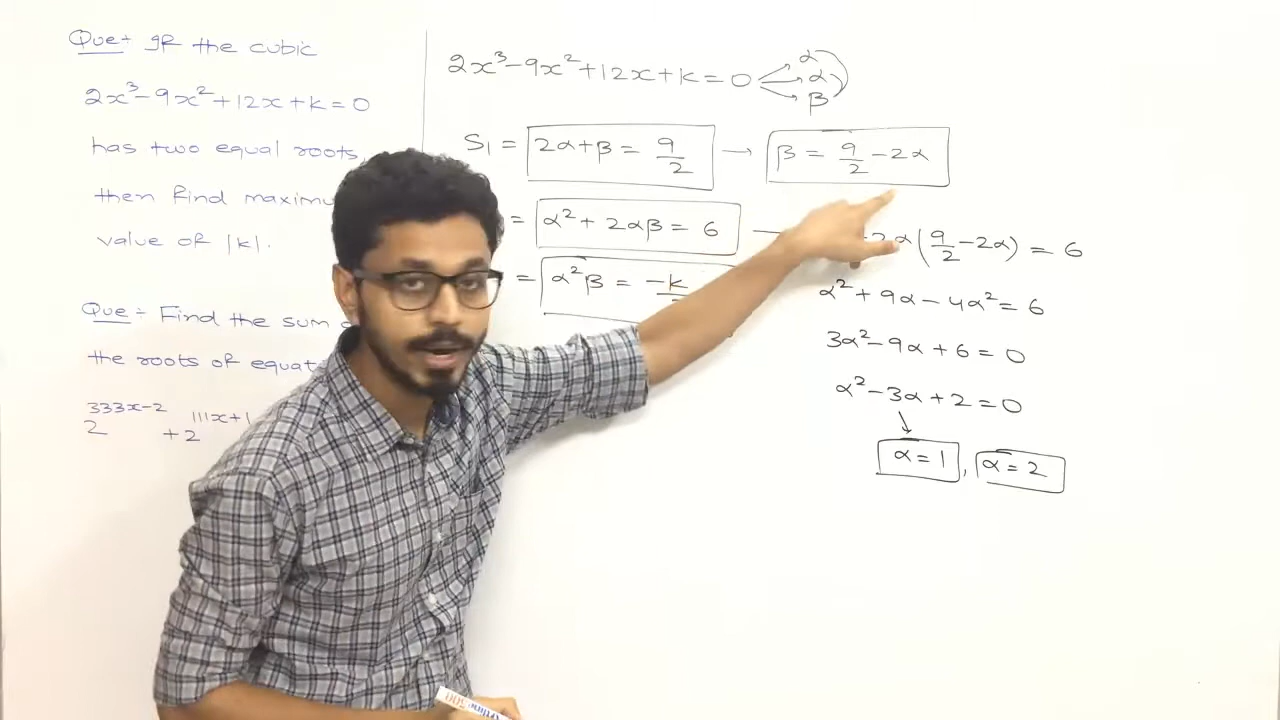 Que÷ If the cubic
2x³-9x²+12x+k=0
has two equal roots,
then find maximu
value of |k|.
Que÷ Find the sum
the roots of equat
2^{333x-2} +2^{111x+1
2x³-9x²+12x+k=0 α α β
S₁ = 2α+β = 9/2 → β = 9/2 -2α
= α²+2αβ = 6 — 2α(9/2 -2α) = 6
= α²β = -k
α²+9α-4α²=6
3α²-9α+6=0
α²-3α+2=0
α=1, α=2